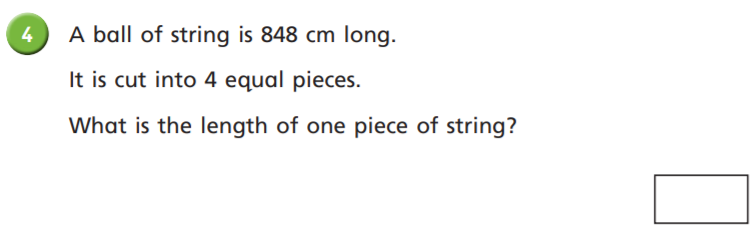 4 A ball of string is 848 cm long.
It is cut into 4 equal pieces.
What is the length of one piece of string?